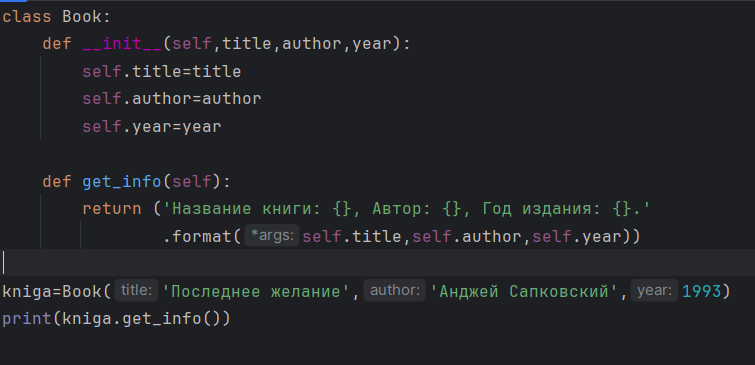 class Book:
    def __init__(self,title,author,year):
        self.title=title
        self.author=author
        self.year=year
    def get_info(self):
        return ('Название книги: {}, Автор: {}, Год издания: {}.'
                .format( *args: self.title,self.author,self.year))
kniga=Book( title: 'Последнее желание', author: 'Анджей Сапковский', year: 1993)
print(kniga.get_info())